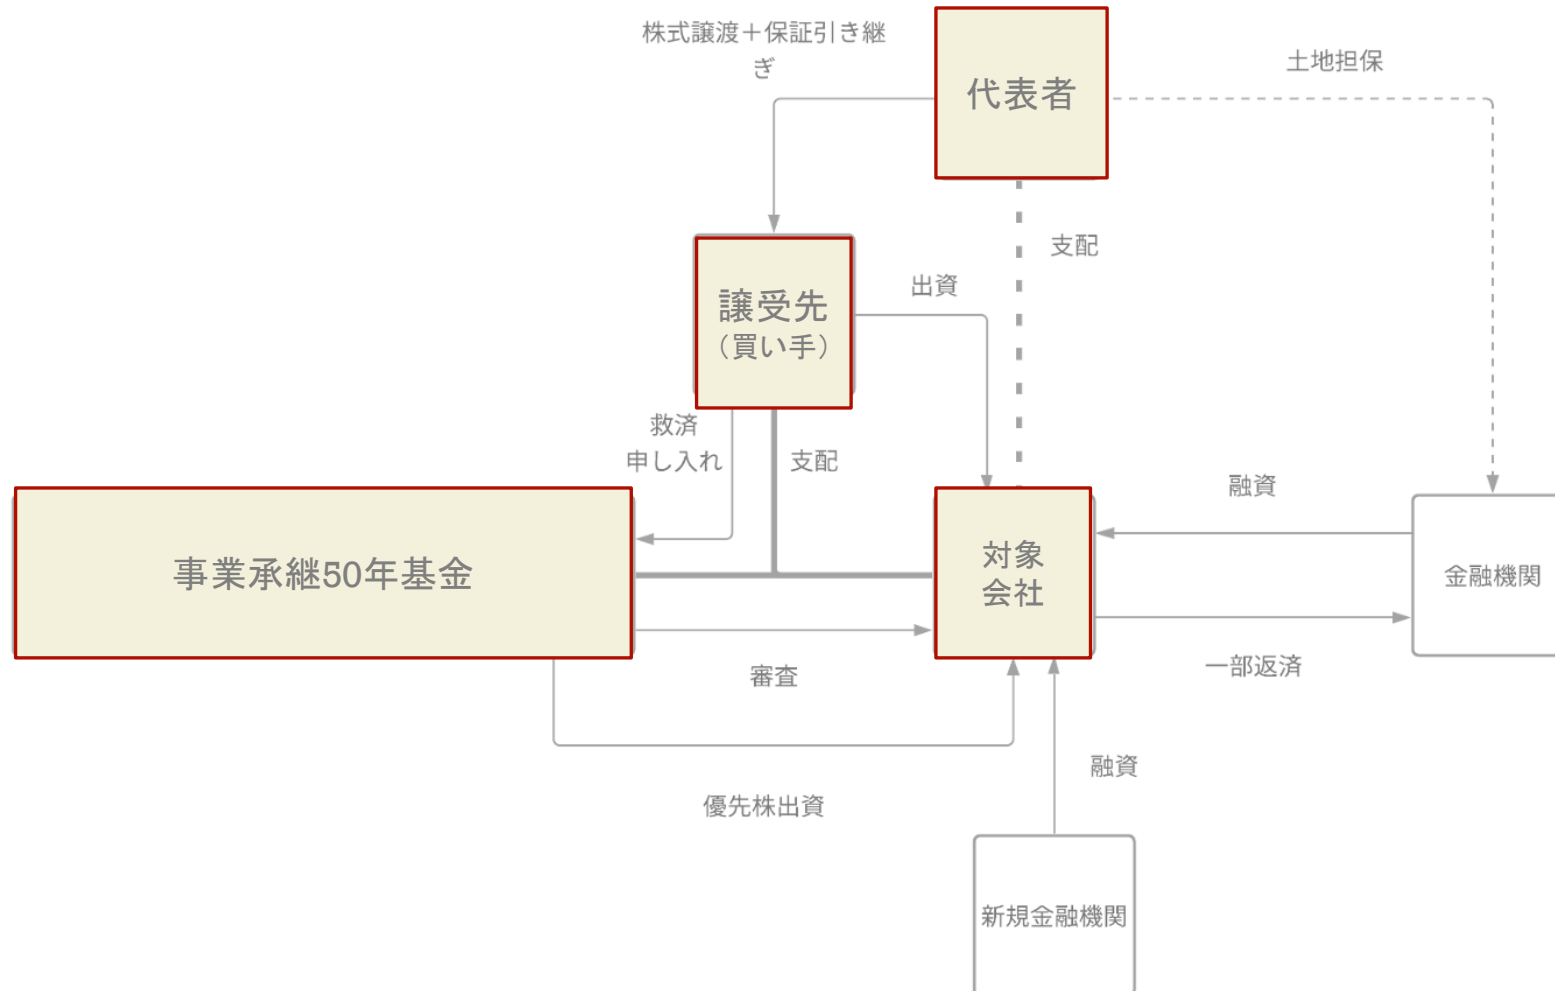 株式譲渡＋保証引き継
ぎ
代表者
土地担保
支配
譲受先
（買い手）
出資
救済
申し入れ
支配
事業承継50年基金
対象
会社
融資
金融機関
一部返済
審査
優先株出資
融資
新規金融機関